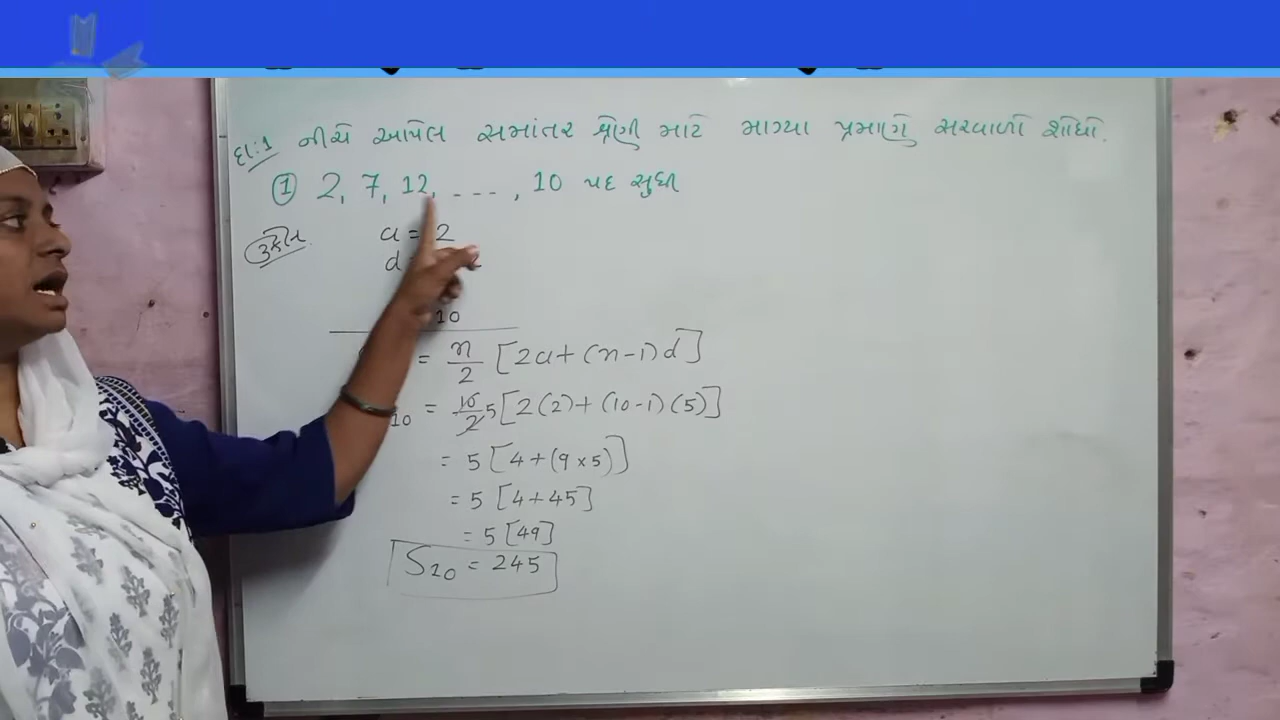 દા:1 નીચે આપેલ સમાંતર શ્રેણી માટે માગ્યા પ્રમાણે સરવાળો શોધો.
① 2, 7, 12, - - - , 10 પદ સુધી
ઉકેલ a = 2
d
10
= n/2 [2a + (n-1)d]
10 = 10/2 5 [2(2) + (10-1)(5)]
= 5 [4 + (9 × 5)]
= 5 [4 + 45]
= 5 [49]
S10 = 245